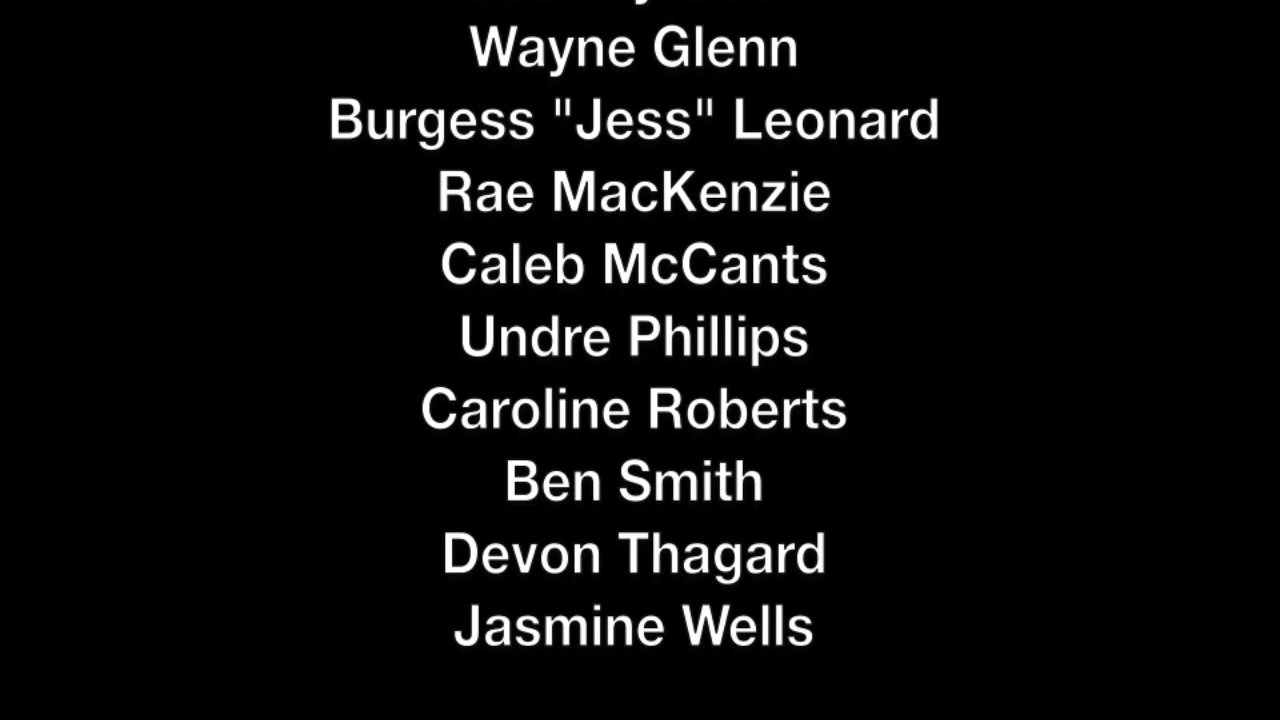 Wayne Glenn
Burgess "Jess" Leonard
Rae MacKenzie
Caleb McCants
Undre Phillips
Caroline Roberts
Ben Smith
Devon Thagard
Jasmine Wells